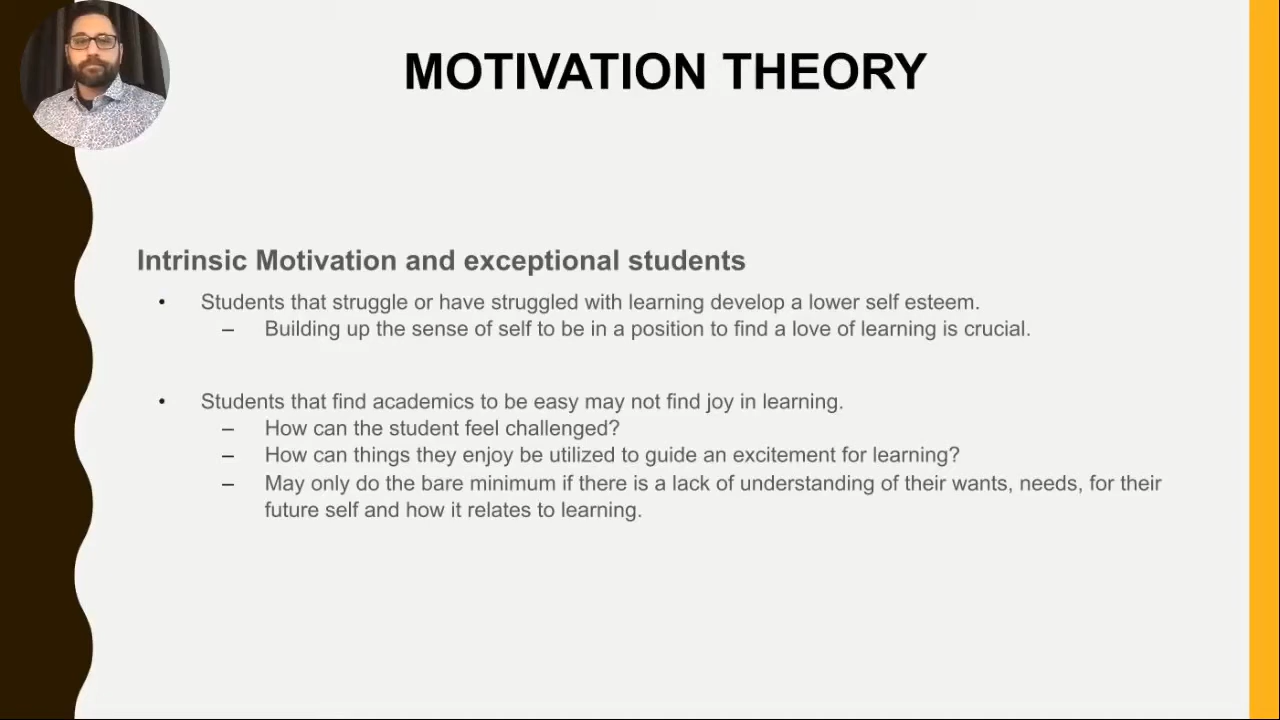 MOTIVATION THEORY
Intrinsic Motivation and exceptional students
• Students that struggle or have struggled with learning develop a lower self esteem.
– Building up the sense of self to be in a position to find a love of learning is crucial.
• Students that find academics to be easy may not find joy in learning.
– How can the student feel challenged?
– How can things they enjoy be utilized to guide an excitement for learning?
– May only do the bare minimum if there is a lack of understanding of their wants, needs, for their
future self and how it relates to learning.